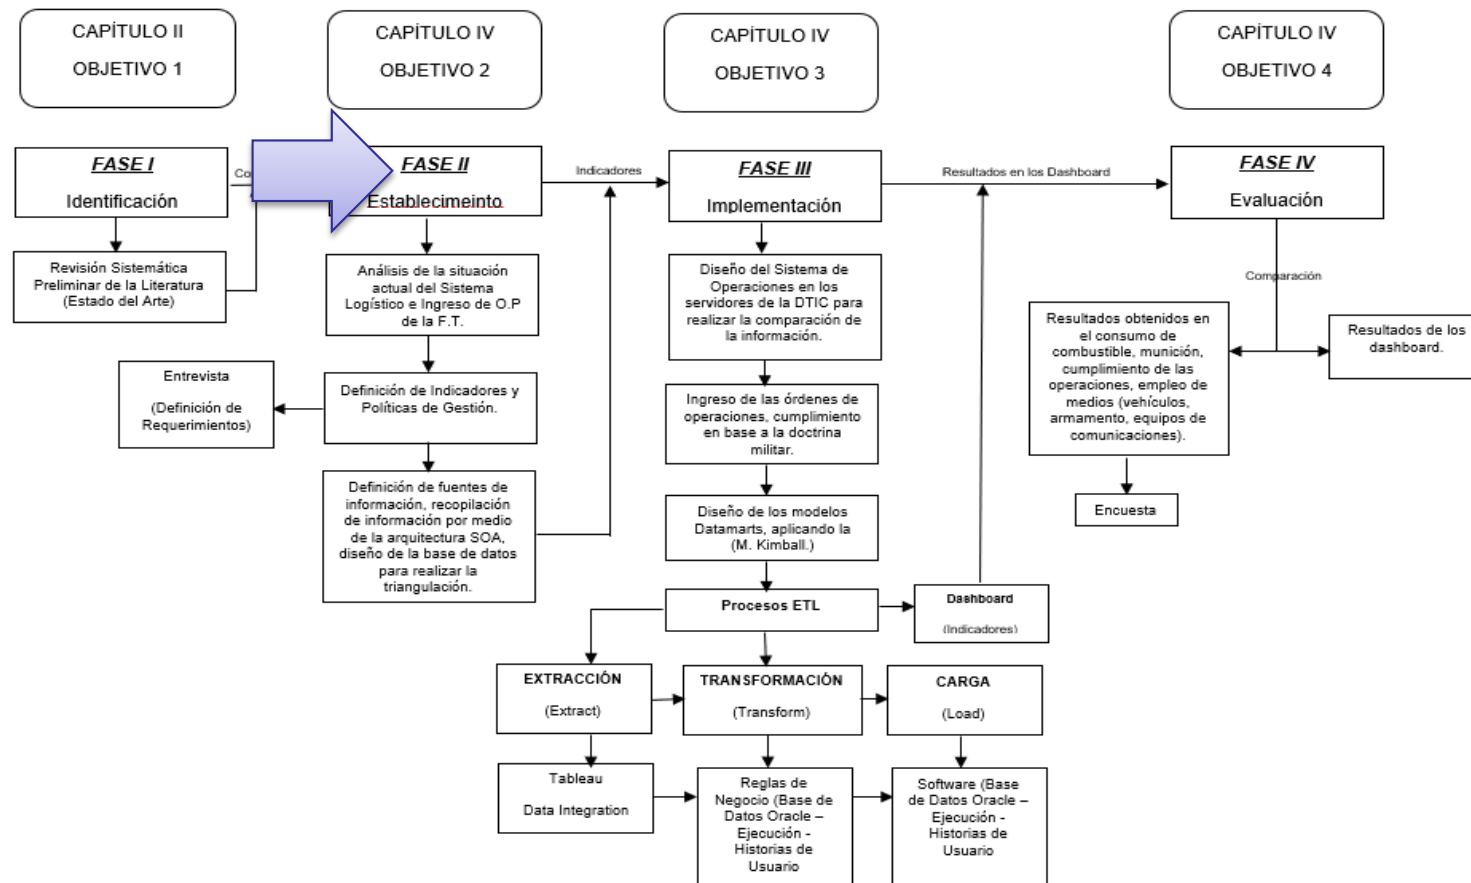 CAPÍTULO II
OBJETIVO 1
CAPÍTULO IV
OBJETIVO 2
CAPÍTULO IV
OBJETIVO 3
CAPÍTULO IV
OBJETIVO 4
FASE I
Identificación
FASE II
Establecimeinto
Indicadores
FASE III
Implementación
Resultados en los Dashboard
FASE IV
Evaluación
Revisión Sistemática
Preliminar de la Literatura
(Estado del Arte)
Análisis de la situación
actual del Sistema
Logístico e Ingreso de O.P
de la F.T.
Entrevista
(Definición de
Requerimientos)
Definición de Indicadores y
Políticas de Gestión.
Definición de fuentes de
información, recopilación
de información por medio
de la arquitectura SOA,
diseño de la base de datos
para realizar la
triangulación.
Diseño del Sistema de
Operaciones en los
servidores de la DTIC para
realizar la comparación de
la información.
Ingreso de las órdenes de
operaciones, cumplimiento
en base a la doctrina
militar.
Diseño de los modelos
Datamarts, aplicando la
(M. Kimball.)
Procesos ETL
Dashboard
(Indicadores)
EXTRACCIÓN
(Extract)
TRANSFORMACIÓN
(Transform)
CARGA
(Load)
Tableau
Data Integration
Reglas de
Negocio (Base de
Datos Oracle –
Ejecución -
Historias de
Usuario
Software (Base
de Datos Oracle –
Ejecución -
Historias de
Usuario
Comparación
Resultados obtenidos en
el consumo de
combustible, munición,
cumplimiento de las
operaciones, empleo de
medios (vehículos,
armamento, equipos de
comunicaciones).
Resultados de los
dashboard.
Encuesta